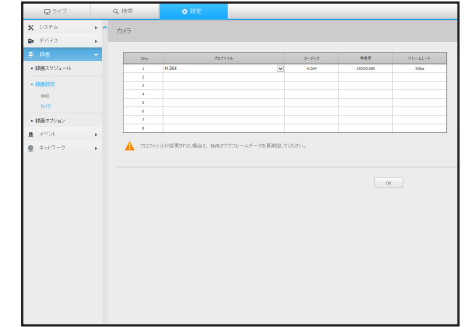 ライブ
検索
設定
システム
デバイス
録画
録画スケジュール
録画設定
NVR
カメラ
録画オプション
イベント
ネットワーク
カメラ
CH. プロファイル コーデック 解像度 フレームレート
1 H.264 H.264 1920X1080 30fps
2
3
4
5
6
7
8
プロファイルが変更された場合は、NVRタブでフレームデータを再設定してください。
OK